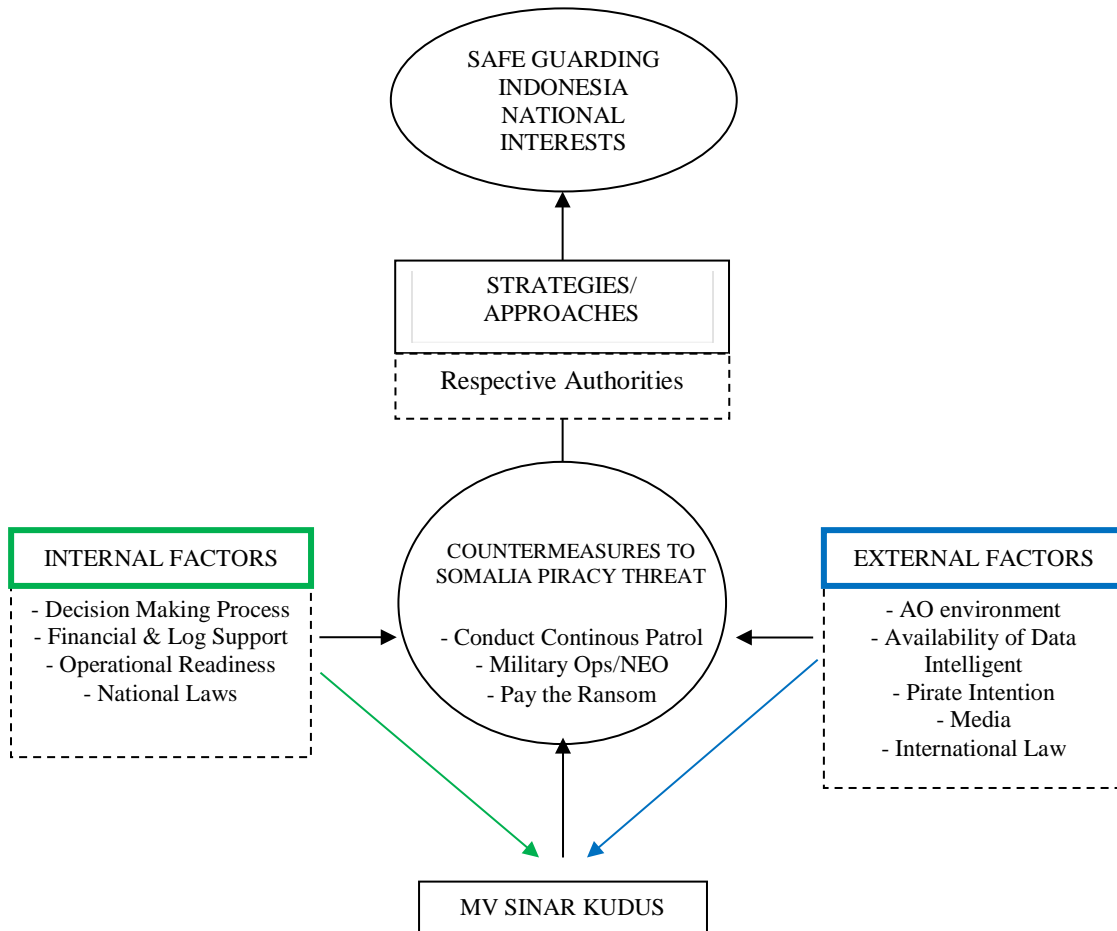 SAFE GUARDING
INDONESIA
NATIONAL
INTERESTS
STRATEGIES/
APPROACHES
Respective Authorities
INTERNAL FACTORS
- Decision Making Process
- Financial & Log Support
- Operational Readiness
- National Laws
COUNTERMEASURES TO
SOMALIA PIRACY THREAT
- Conduct Continous Patrol
- Military Ops/NEO
- Pay the Ransom
EXTERNAL FACTORS
- AO environment
- Availability of Data
Intelligent
- Pirate Intention
- Media
- International Law
MV SINAR KUDUS